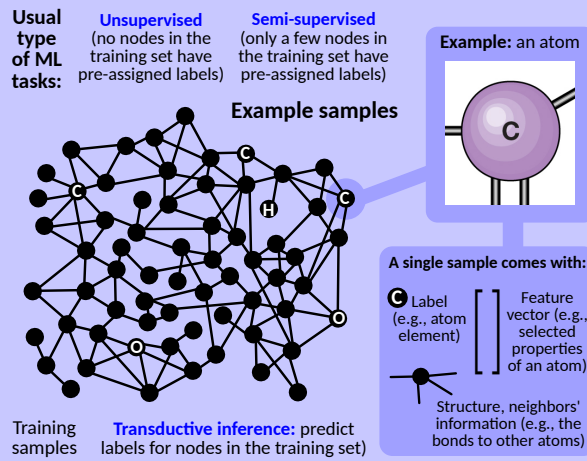 Usual
type
of ML
tasks:
Unsupervised
(no nodes in the
training set have
pre-assigned labels)
Semi-supervised
(only a few nodes in
the training set have
pre-assigned labels)
Example: an atom
C
Example samples
C
C
C
H
O
O
A single sample comes with:
C Label
(e.g., atom
element)
Feature
vector (e.g.,
selected
properties
of an atom)
Structure, neighbors'
information (e.g., the
bonds to other atoms)
Training
samples
Transductive inference: predict
labels for nodes in the training set)